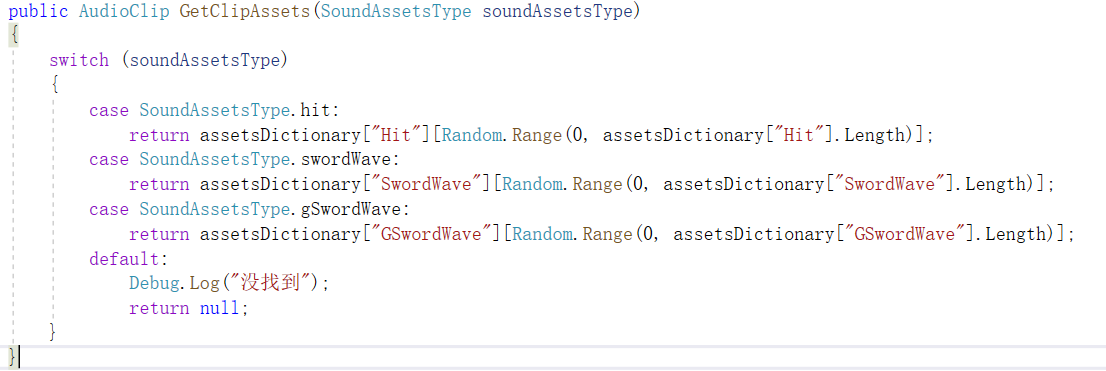 public AudioClip GetClipAssets(SoundAssetsType soundAssetsType)
{
switch (soundAssetsType)
{
case SoundAssetsType.hit:
return assetsDictionary["Hit"][Random.Range(0, assetsDictionary["Hit"].Length)];
case SoundAssetsType.swordWave:
return assetsDictionary["SwordWave"][Random.Range(0, assetsDictionary["SwordWave"].Length)];
case SoundAssetsType.gSwordWave:
return assetsDictionary["GSwordWave"][Random.Range(0, assetsDictionary["GSwordWave"].Length)];
default:
Debug.Log("没找到");
return null;
}
}